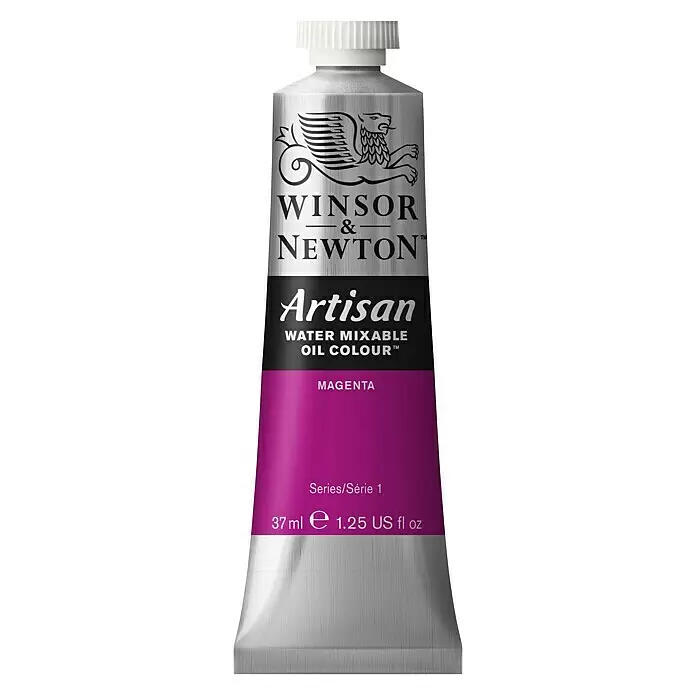 WINSOR
&
NEWTON™
Artisan
WATER MIXABLE
OIL COLOUR™
MAGENTA
Series/Série 1
37ml ℮ 1.25 US fl oz